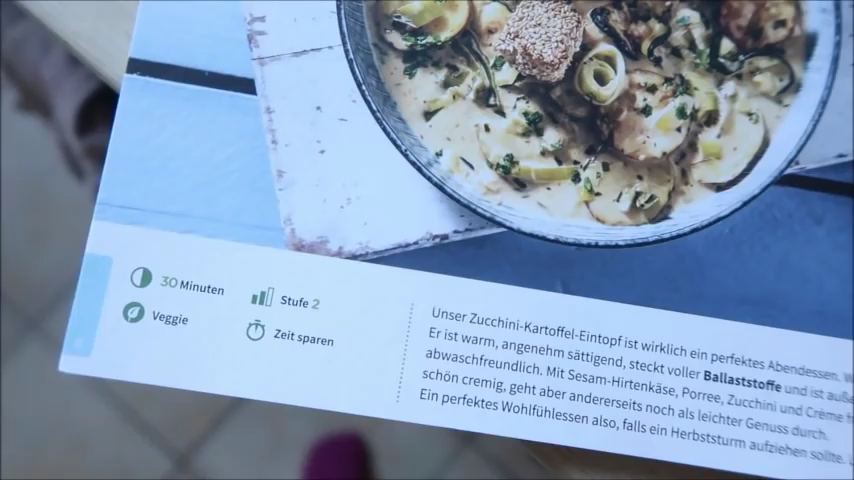 30 Minuten
Stufe 2
Veggie
Zeit sparen
Unser Zucchini-Kartoffel-Eintopf ist wirklich ein perfektes Abendessen.
Er ist warm, angenehm sättigend, steckt voller Ballaststoffe und ist
abwaschfreundlich. Mit Sesam-Hirtenkäse, Porree, Zucchini und Crème
schön cremig, geht aber andererseits noch als leichter Genuss durch.
Ein perfektes Wohlfühlessen also, falls ein Herbststurm aufziehen sollte.